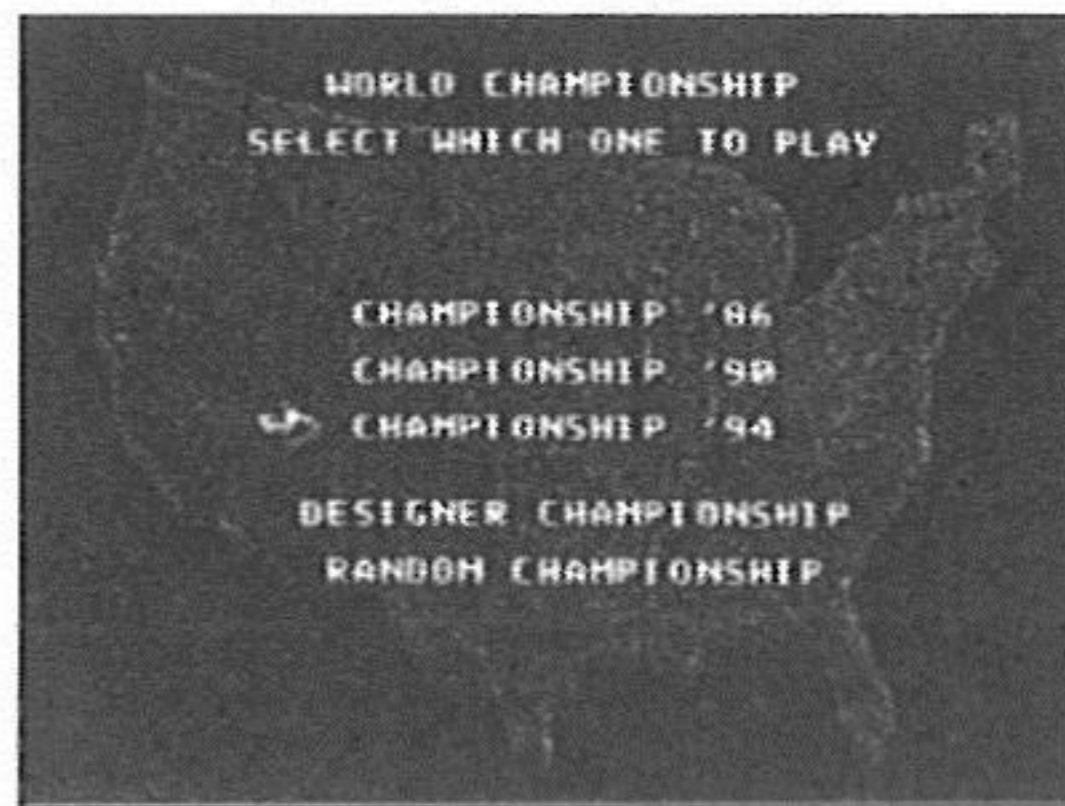 WORLD CHAMPIONSHIP
SELECT WHICH ONE TO PLAY
CHAMPIONSHIP '86
CHAMPIONSHIP '90
CHAMPIONSHIP '94
DESIGNER CHAMPIONSHIP
RANDOM CHAMPIONSHIP